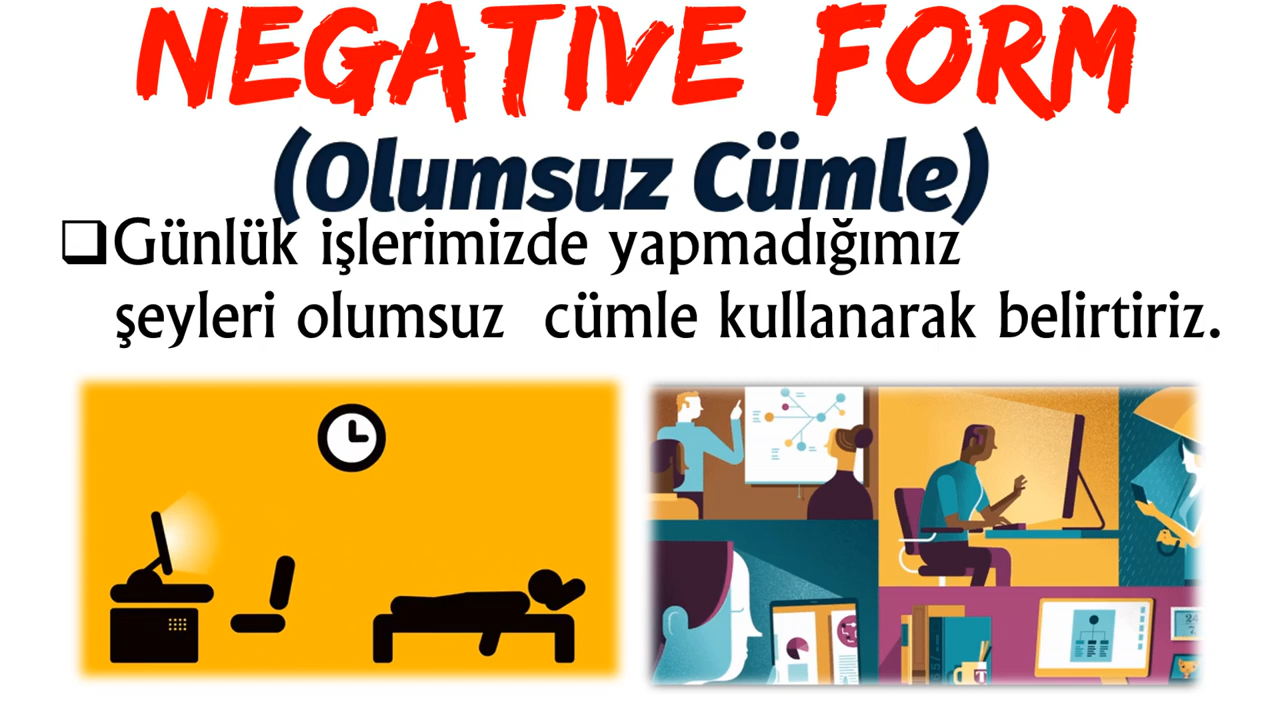 NEGATIVE FORM
(Olumsuz Cümle)
Günlük işlerimizde yapmadığımız
şeyleri olumsuz cümle kullanarak belirtiriz.